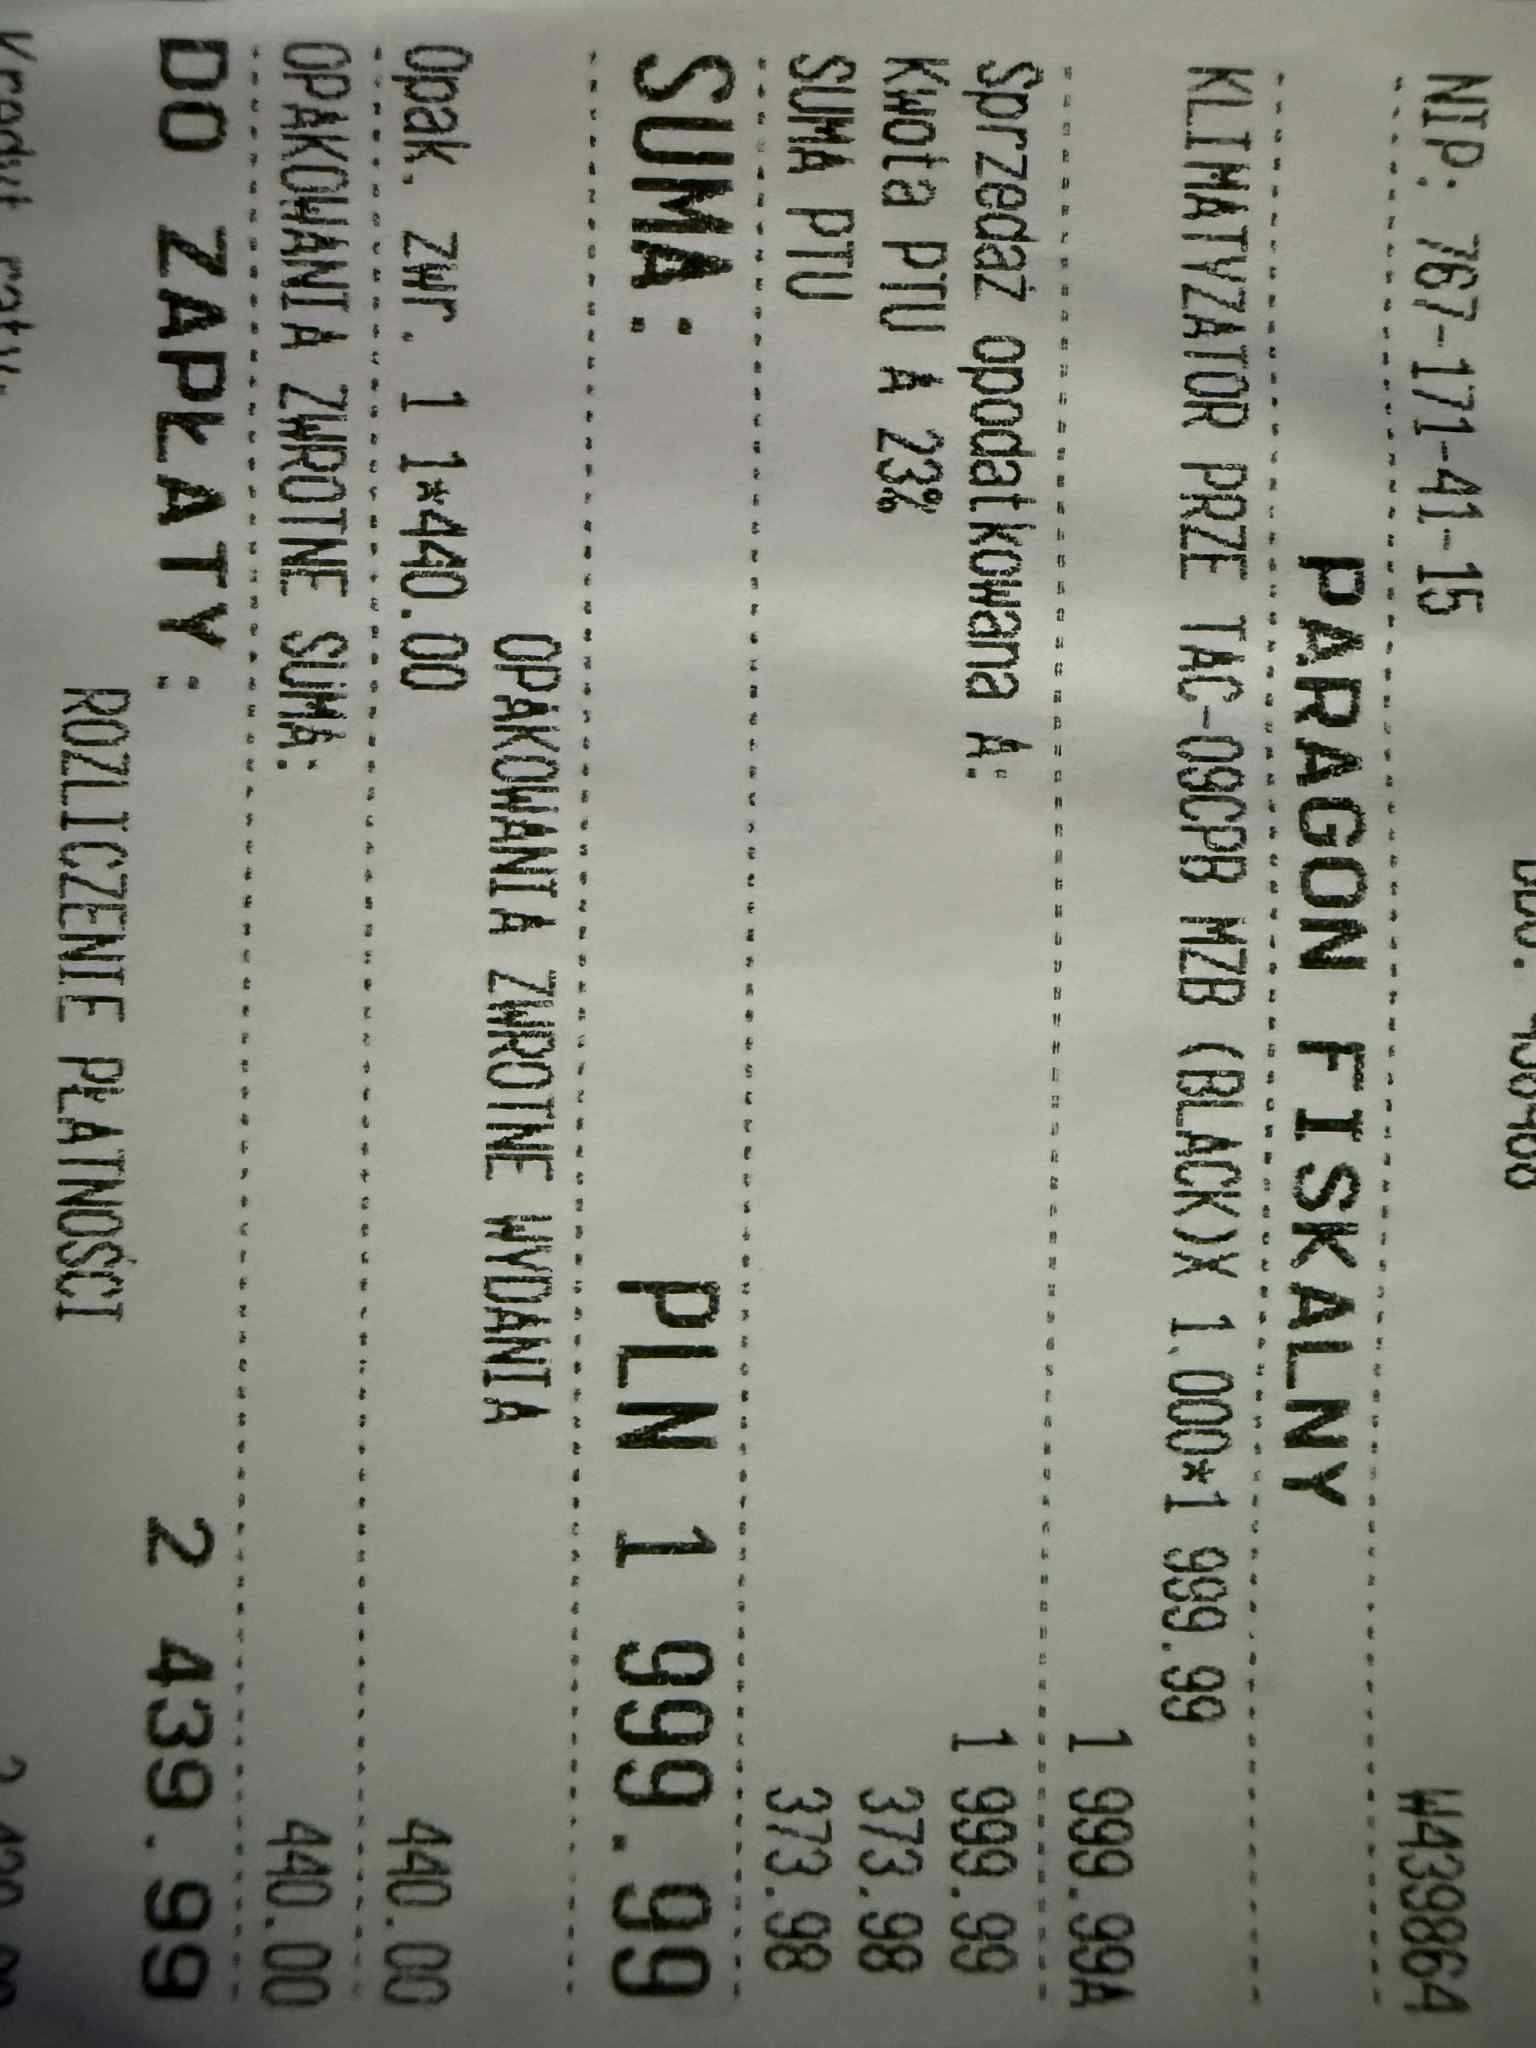 NIP: 767-171-41-15 W439864
PARAGON FISKALNY
KLIMATYZATOR PRZE TAC-09CPB MZB (BLACK)X 1,000*1 999.99
1 999.99A
Sprzedaż opodatkowana A: 1 999.99
Kwota PTU A 23% 373.98
SUMA PTU 373.98
SUMA: PLN 1 999.99
OPAKOWANIA ZWROTNE WYDANIA
Opak. zwr. 1 1*440.00 440.00
OPAKOWANIA ZWROTNE SUMA: 440.00
DO ZAPŁATY: 2 439.99
ROZLICZENIE PŁATNOŚCI
Kredyt raty.